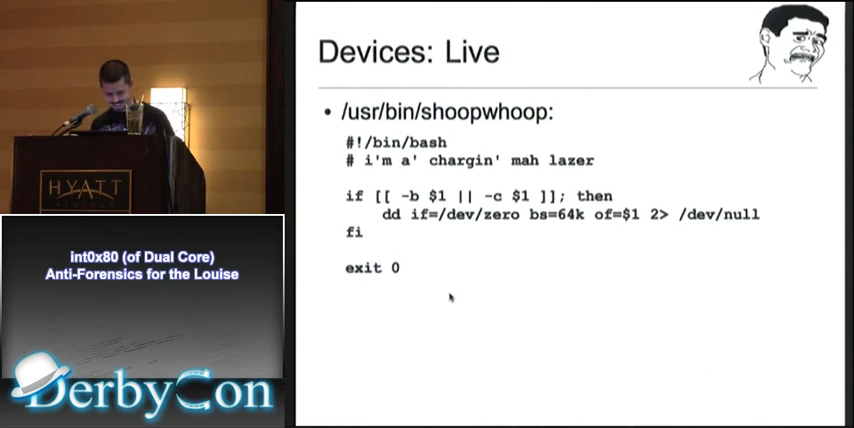 Devices: Live
• /usr/bin/shoopwhoop:
#!/bin/bash
# i'm a' chargin' mah lazer
if [[ -b $1 || -c $1 ]]; then
dd if=/dev/zero bs=64k of=$1 2> /dev/null
fi
exit 0
HYATT
int0x80 (of Dual Core)
Anti-Forensics for the Louise
DerbyCon